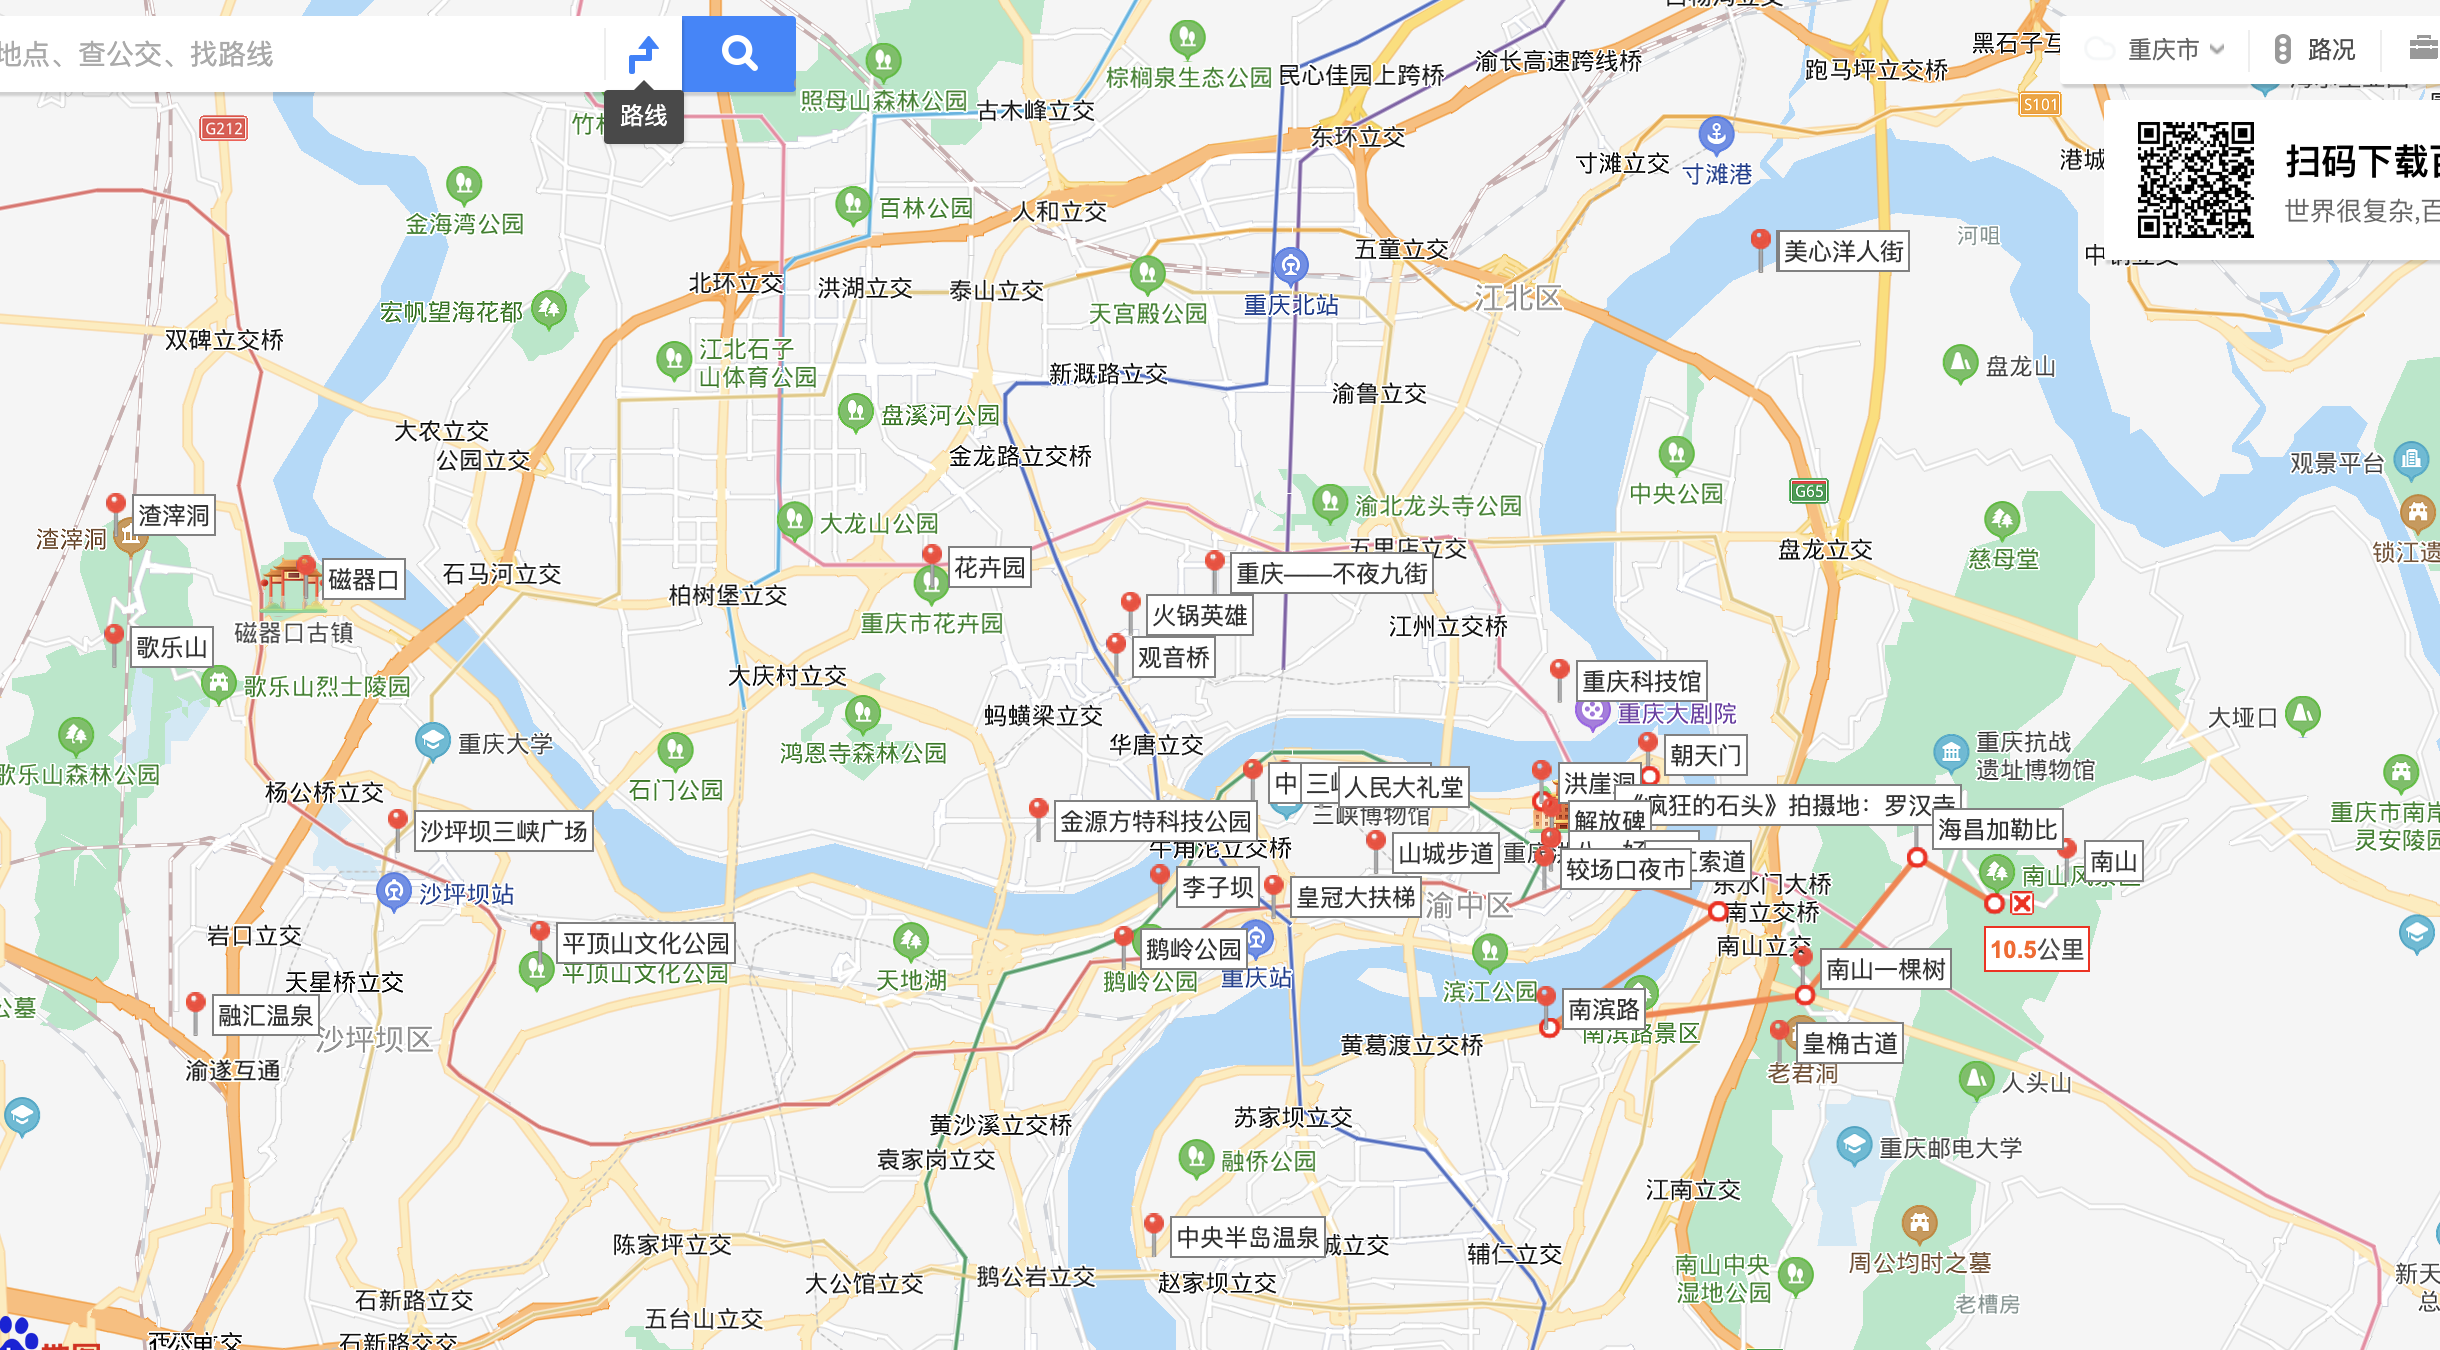 地点、查公交、找路线
路线
重庆市
路况
扫码下载百
世界很复杂,百
G212
竹林
照母山森林公园
古木峰立交
棕榈泉生态公园
民心佳园上跨桥
渝长高速跨线桥
跑马坪立交桥
黑石子互
S101
东环立交
寸滩立交
寸滩港
港城
金海湾公园
百林公园
人和立交
五童立交
美心洋人街
河咀
北环立交
洪湖立交
泰山立交
天宫殿公园
重庆北站
江北区
宏帆望海花都
双碑立交桥
江北石子
山体育公园
新溉路立交
渝鲁立交
盘龙山
盘溪河公园
大农立交
公园立交
金龙路立交桥
中央公园
G65
观景平台
渣滓洞
渣滓洞
大龙山公园
渝北龙头寺公园
五里店立交
盘龙立交
慈母堂
锁江遗
磁器口
磁器口古镇
石马河立交
柏树堡立交
花卉园
重庆市花卉园
重庆——不夜九街
火锅英雄
观音桥
江州立交桥
歌乐山
歌乐山烈士陵园
大庆村立交
重庆科技馆
重庆大剧院
蚂蟥梁立交
大垭口
重庆大学
鸿恩寺森林公园
华唐立交
朝天门
重庆抗战
遗址博物馆
歌乐山森林公园
石门公园
杨公桥立交
中
三峡
人民大礼堂
三峡博物馆
洪崖洞
《疯狂的石头》拍摄地：罗汉寺
解放碑
重庆市南岸
灵安陵园
沙坪坝三峡广场
金源方特科技公园
牛角沱立交桥
山城步道
较场口夜市
索道
海昌加勒比
南山
南山风景区
沙坪坝站
李子坝
皇冠大扶梯
渝中区
东水门大桥
南立交桥
南山立交
10.5公里
岩口立交
平顶山文化公园
平顶山文化公园
天地湖
鹅岭公园
鹅岭公园
重庆站
滨江公园
南山一棵树
天星桥立交
融汇温泉
沙坪坝区
南滨路
南滨路景区
黄葛渡立交桥
皇桷古道
老君洞
人头山
渝遂互通
公墓
黄沙溪立交桥
苏家坝立交
袁家岗立交
融侨公园
重庆邮电大学
江南立交
中央半岛温泉
城立交
陈家坪立交
大公馆立交
鹅公岩立交
赵家坝立交
辅仁立交
南山中央
湿地公园
周公均时之墓
老槽房
新天
总
石新路立交
五台山立交
石新路交交